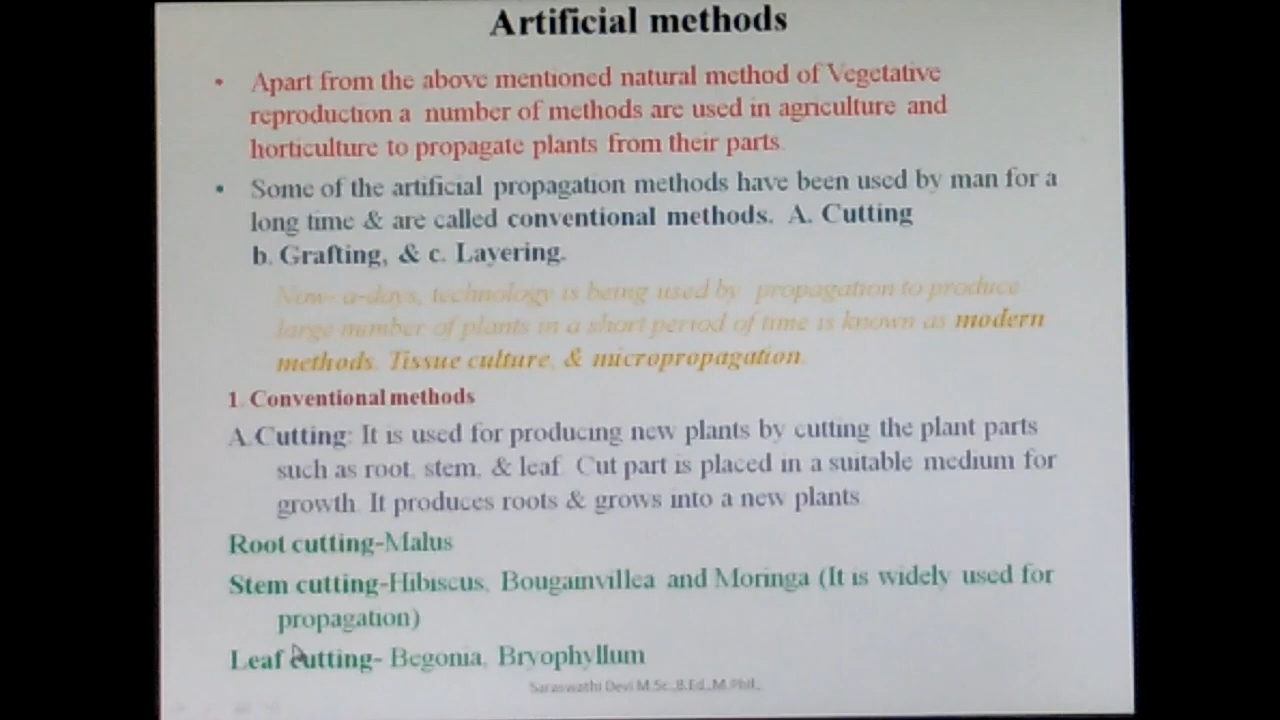 Artificial methods
• Apart from the above mentioned natural method of Vegetative
reproduction a number of methods are used in agriculture and
horticulture to propagate plants from their parts.
• Some of the artificial propagation methods have been used by man for a
long time & are called conventional methods. A. Cutting
b. Grafting, & c. Layering.
Now- a-days, technology is being used by propagation to produce
large number of plants in a short period of time is known as modern
methods. Tissue culture, & micropropagation.
1. Conventional methods
A.Cutting: It is used for producing new plants by cutting the plant parts
such as root, stem, & leaf. Cut part is placed in a suitable medium for
growth. It produces roots & grows into a new plants.
Root cutting-Malus
Stem cutting-Hibiscus, Bougainvillea and Moringa (It is widely used for
propagation)
Leaf cutting- Begonia, Bryophyllum
Saraswathi Devi M.Sc.,B.Ed.,M.Phil.,